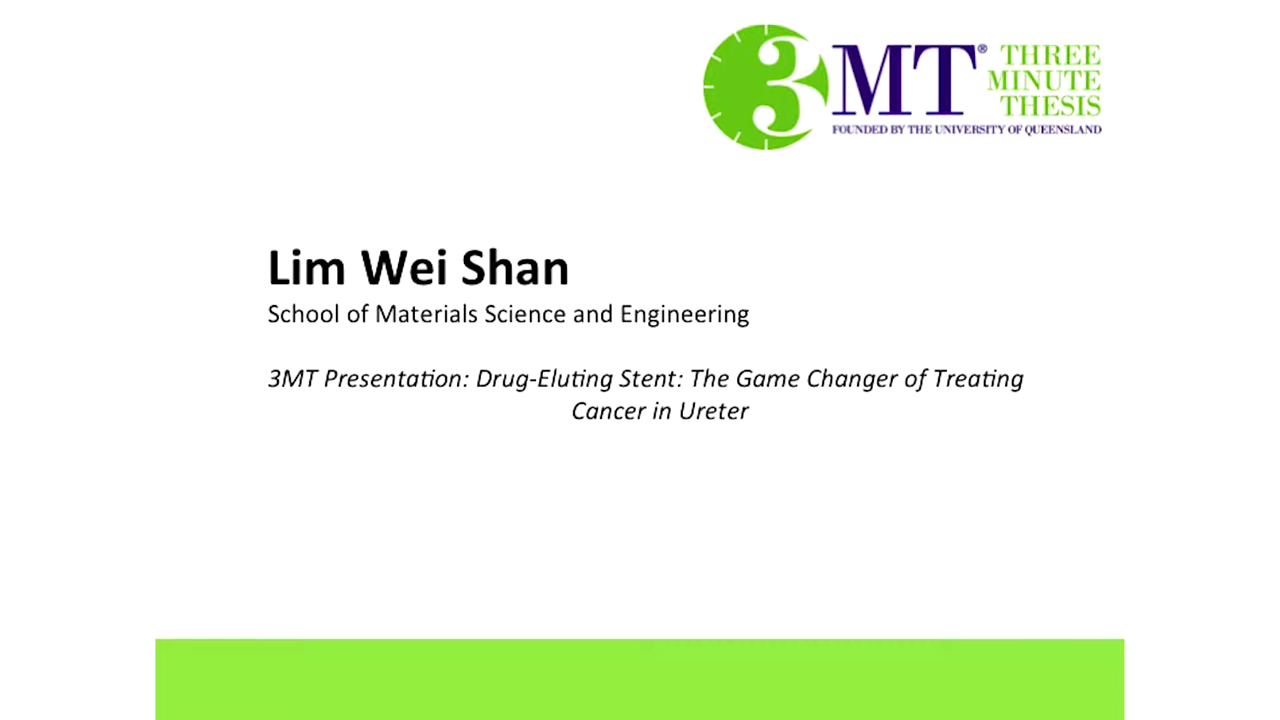 3MT® THREE
MINUTE
THESIS
FOUNDED BY THE UNIVERSITY OF QUEENSLAND
Lim Wei Shan
School of Materials Science and Engineering
3MT Presentation: Drug-Eluting Stent: The Game Changer of Treating
Cancer in Ureter